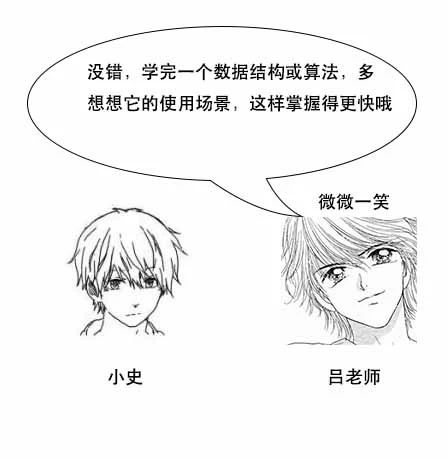 没错，学完一个数据结构或算法，多
想想它的使用场景，这样掌握得更快哦
微微一笑
小史
吕老师